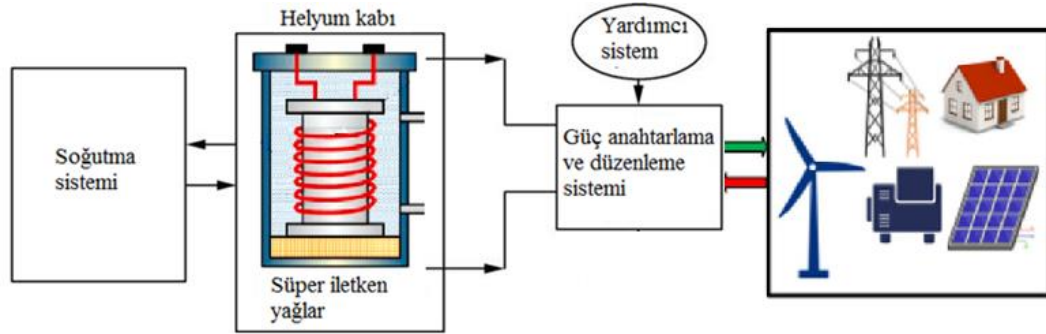 Helyum kabı
Yardımcı
sistem
Soğutma
sistemi
Güç anahtarlama
ve düzenleme
sistemi
Süper iletken
yağlar